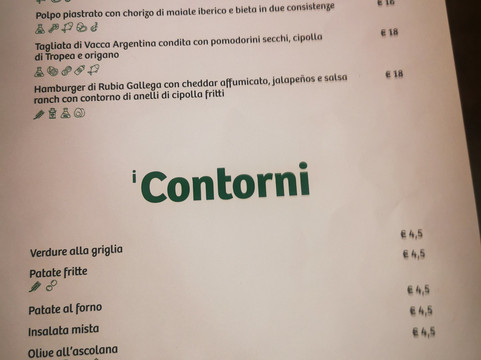 Polpo piastrato con chorigo di maiale iberico e bieta in due consistenze € 16
Tagliata di Vacca Argentina condita con pomodorini secchi, cipolla € 18
di Tropea e origano
Hamburger di Rubia Gallega con cheddar affumicato, jalapeños e salsa € 18
ranch con contorno di anelli di cipolla fritti
i Contorni
Verdure alla griglia € 4,5
Patate fritte € 4,5
Patate al forno € 4,5
Insalata mista € 4,5
Olive all'ascolana € 4,5